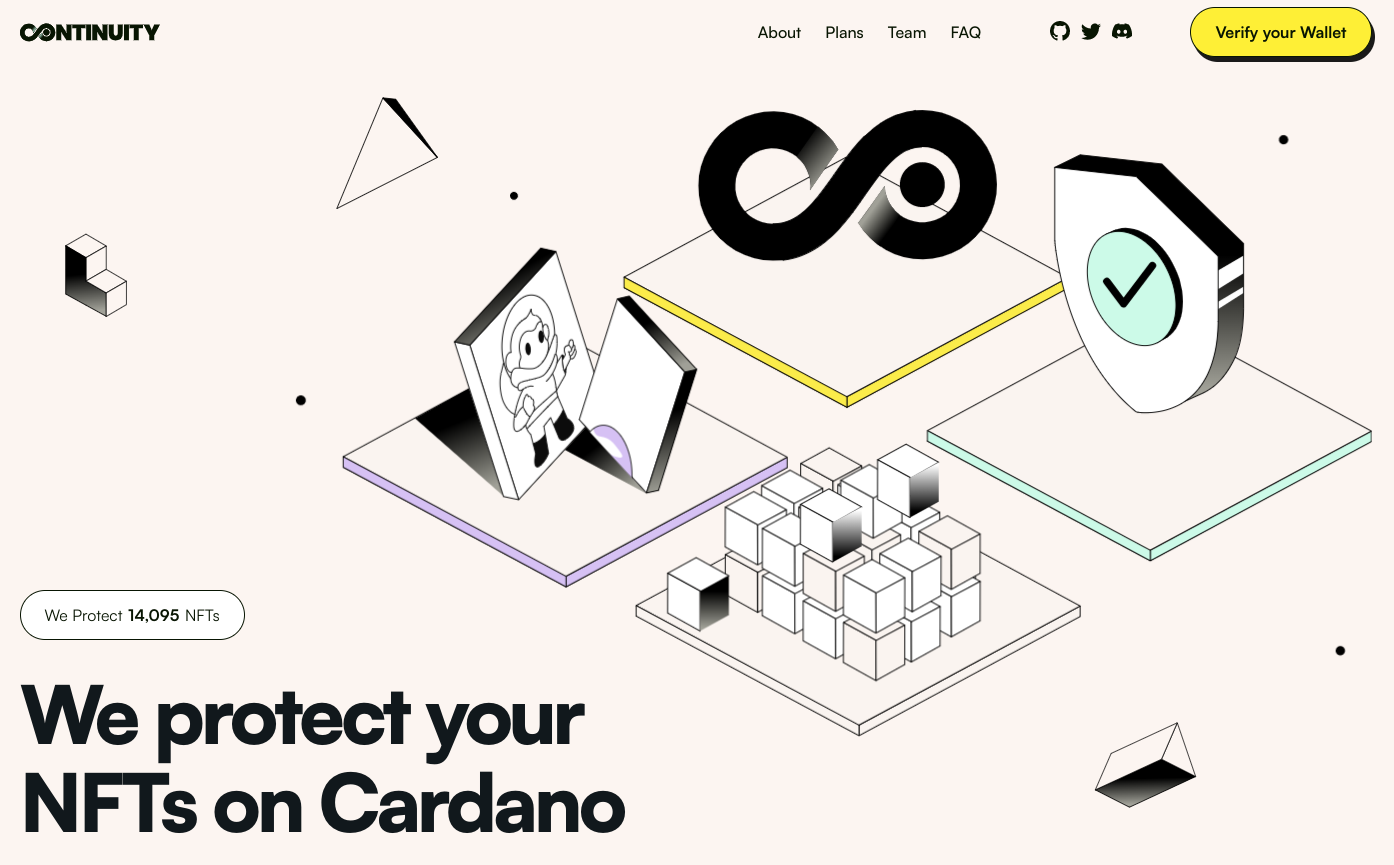 CONTINUITY
About Plans Team FAQ
Verify your Wallet
We Protect 14,095 NFTs
We protect your
NFTs on Cardano